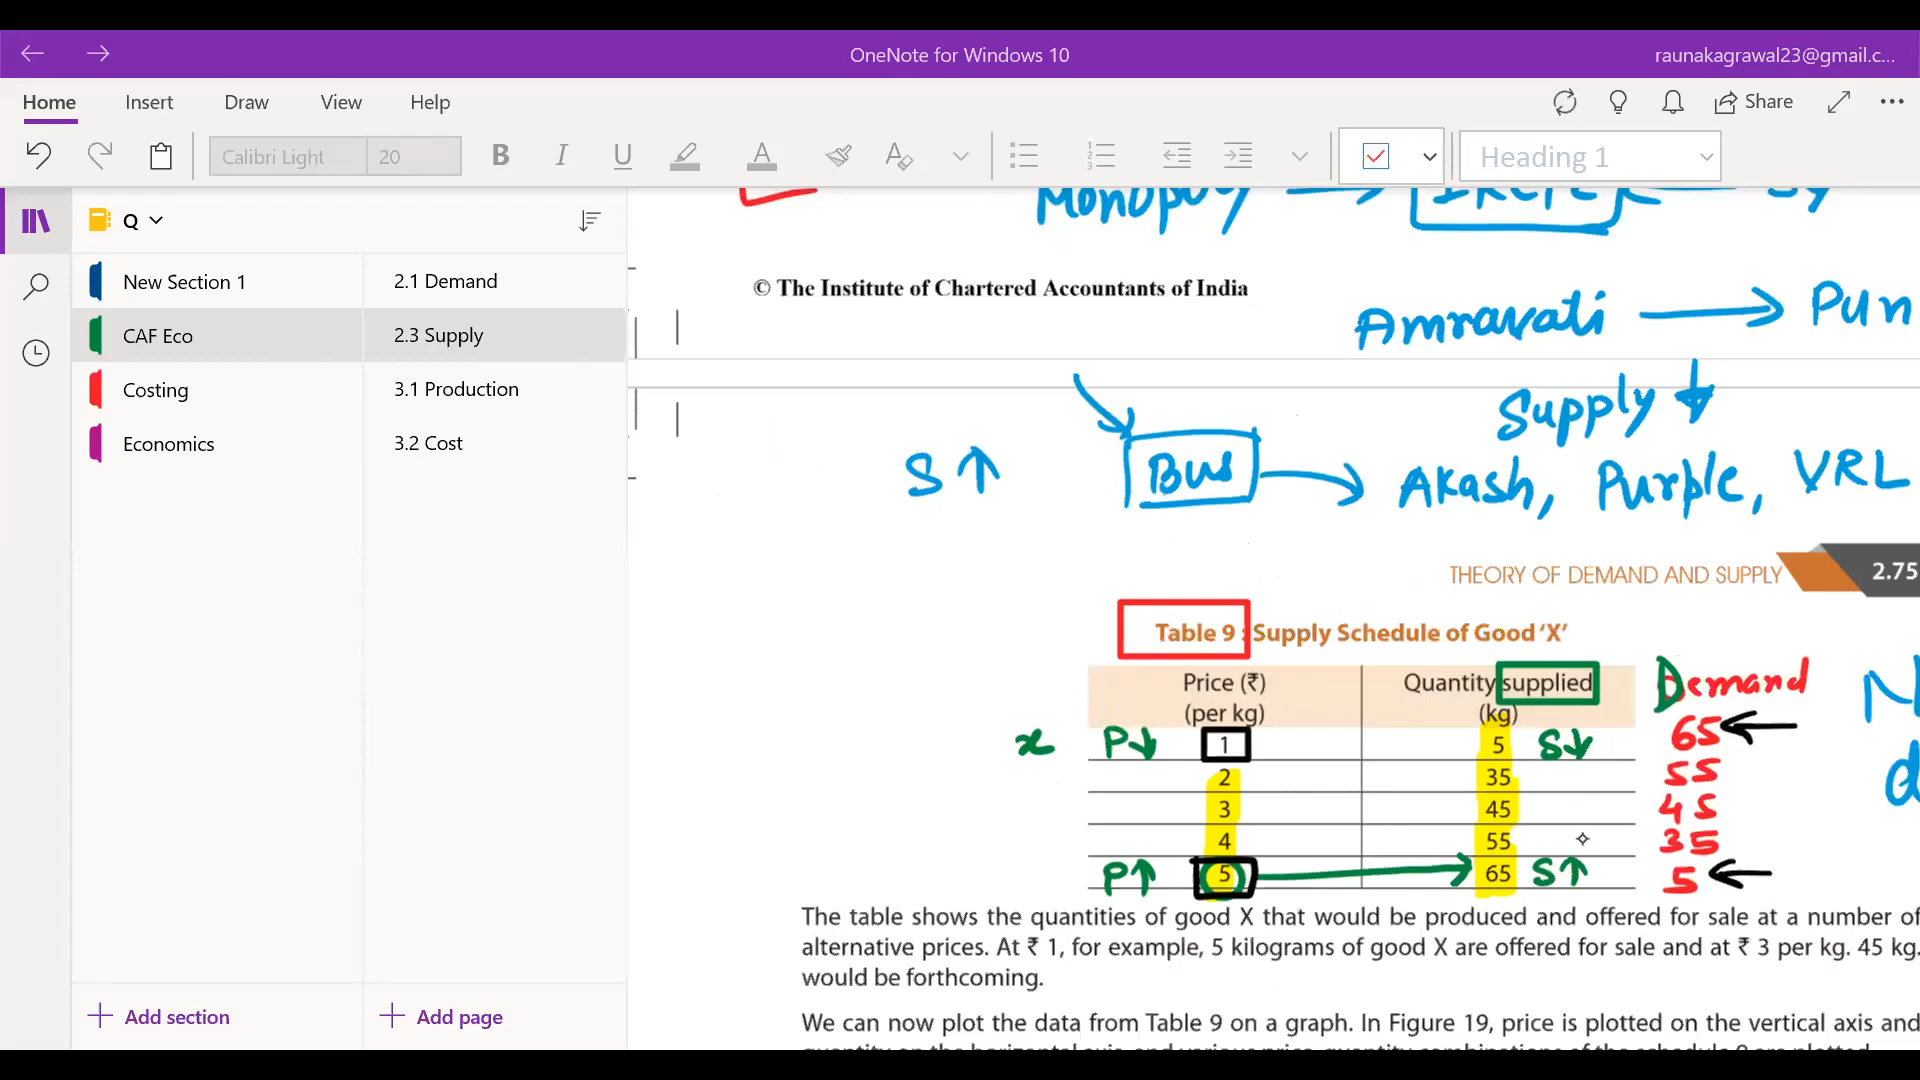 OneNote for Windows 10
raunakagrawal23@gmail.c...
Home Insert Draw View Help
Share
Calibri Light 20
B I U A A
Heading 1
Q
New Section 1
CAF Eco
Costing
Economics
2.1 Demand
2.3 Supply
3.1 Production
3.2 Cost
Add section
Add page
Monopoly
© The Institute of Chartered Accountants of India
Amravati → Pun
Supply ↓
S ↑ Bus → Akash, Purple, VRL
THEORY OF DEMAND AND SUPPLY 2.75
Table 9 : Supply Schedule of Good ‘X’
Price (₹) Quantity supplied Demand
(per kg) (kg)
x P↓ 1 5 S↓ 65
2 35 55
3 45 45
4 55 35
P↑ 5 65 S↑ 5
The table shows the quantities of good X that would be produced and offered for sale at a number of
alternative prices. At ₹ 1, for example, 5 kilograms of good X are offered for sale and at ₹ 3 per kg. 45 kg.
would be forthcoming.
We can now plot the data from Table 9 on a graph. In Figure 19, price is plotted on the vertical axis and